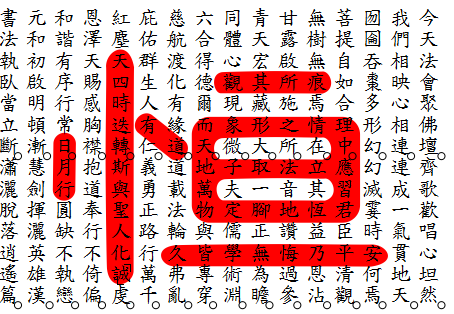 今天法會聚佛壇齊歌歡唱心坦然
我們相映心相連連成一氣貫地天
囫圇吞棗多形幻幻滅霎時安何焉
菩提自如合理中應習君臣平清觀
無樹無痕焉情在立其恆益乃恩沾
甘露啟所施之所法音地讚悔過參
青天宏其藏形大取一腳正無為瞻
同體心觀現象微子夫定儒學術淵
六合得德爾而天地萬物與皆專穿
慈航渡化有緣道道載法輪久弗亂
庇佑群生人有仁義勇正路行萬千
紅塵天四時迭轉斯與聖人化誠虔
恩澤天賜感胸襟抱道奉行不倚偏
和諧有序行常日月行圓缺不執戀
元和初啟明頓漸慧劍揮灑英雄漢
書法執臥當立斷瀟灑脫落逍遙篇